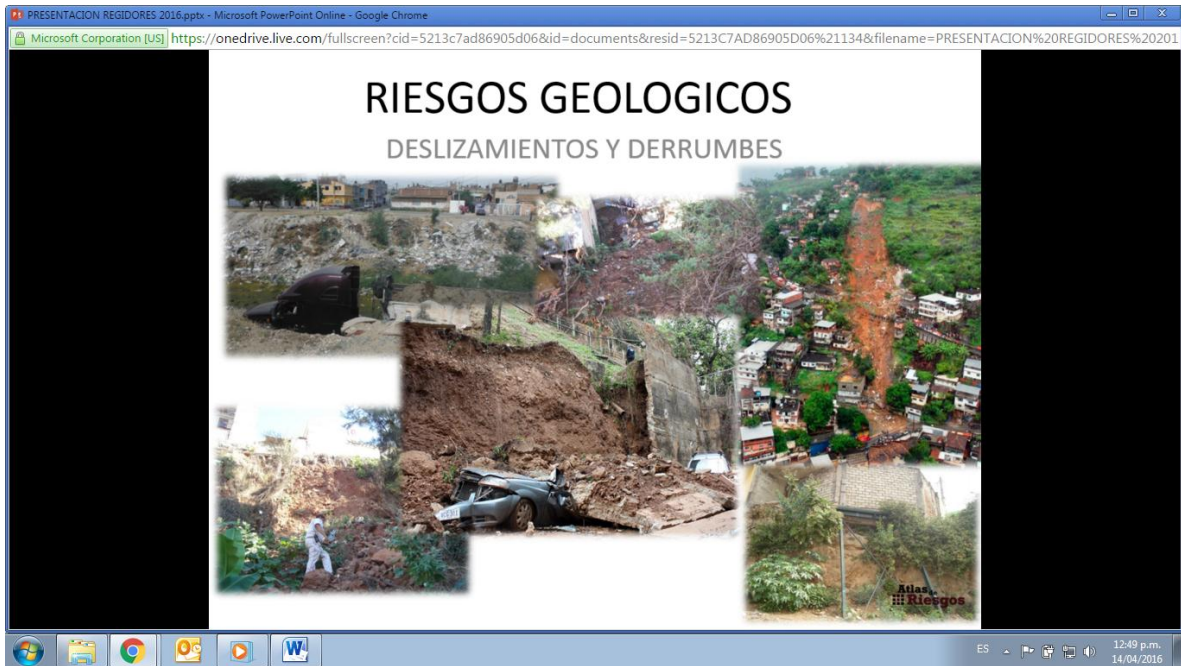 PRESENTACION REGIDORES 2016.pptx - Microsoft PowerPoint Online - Google Chrome
Microsoft Corporation [US] https://onedrive.live.com/fullscreen?cid=5213c7ad86905d06&id=documents&resid=5213C7AD86905D06%21134&filename=PRESENTACION%20REGIDORES%20201
RIESGOS GEOLOGICOS
DESLIZAMIENTOS Y DERRUMBES
Atlas de
Riesgos
ES
12:49 p.m.
14/04/2016